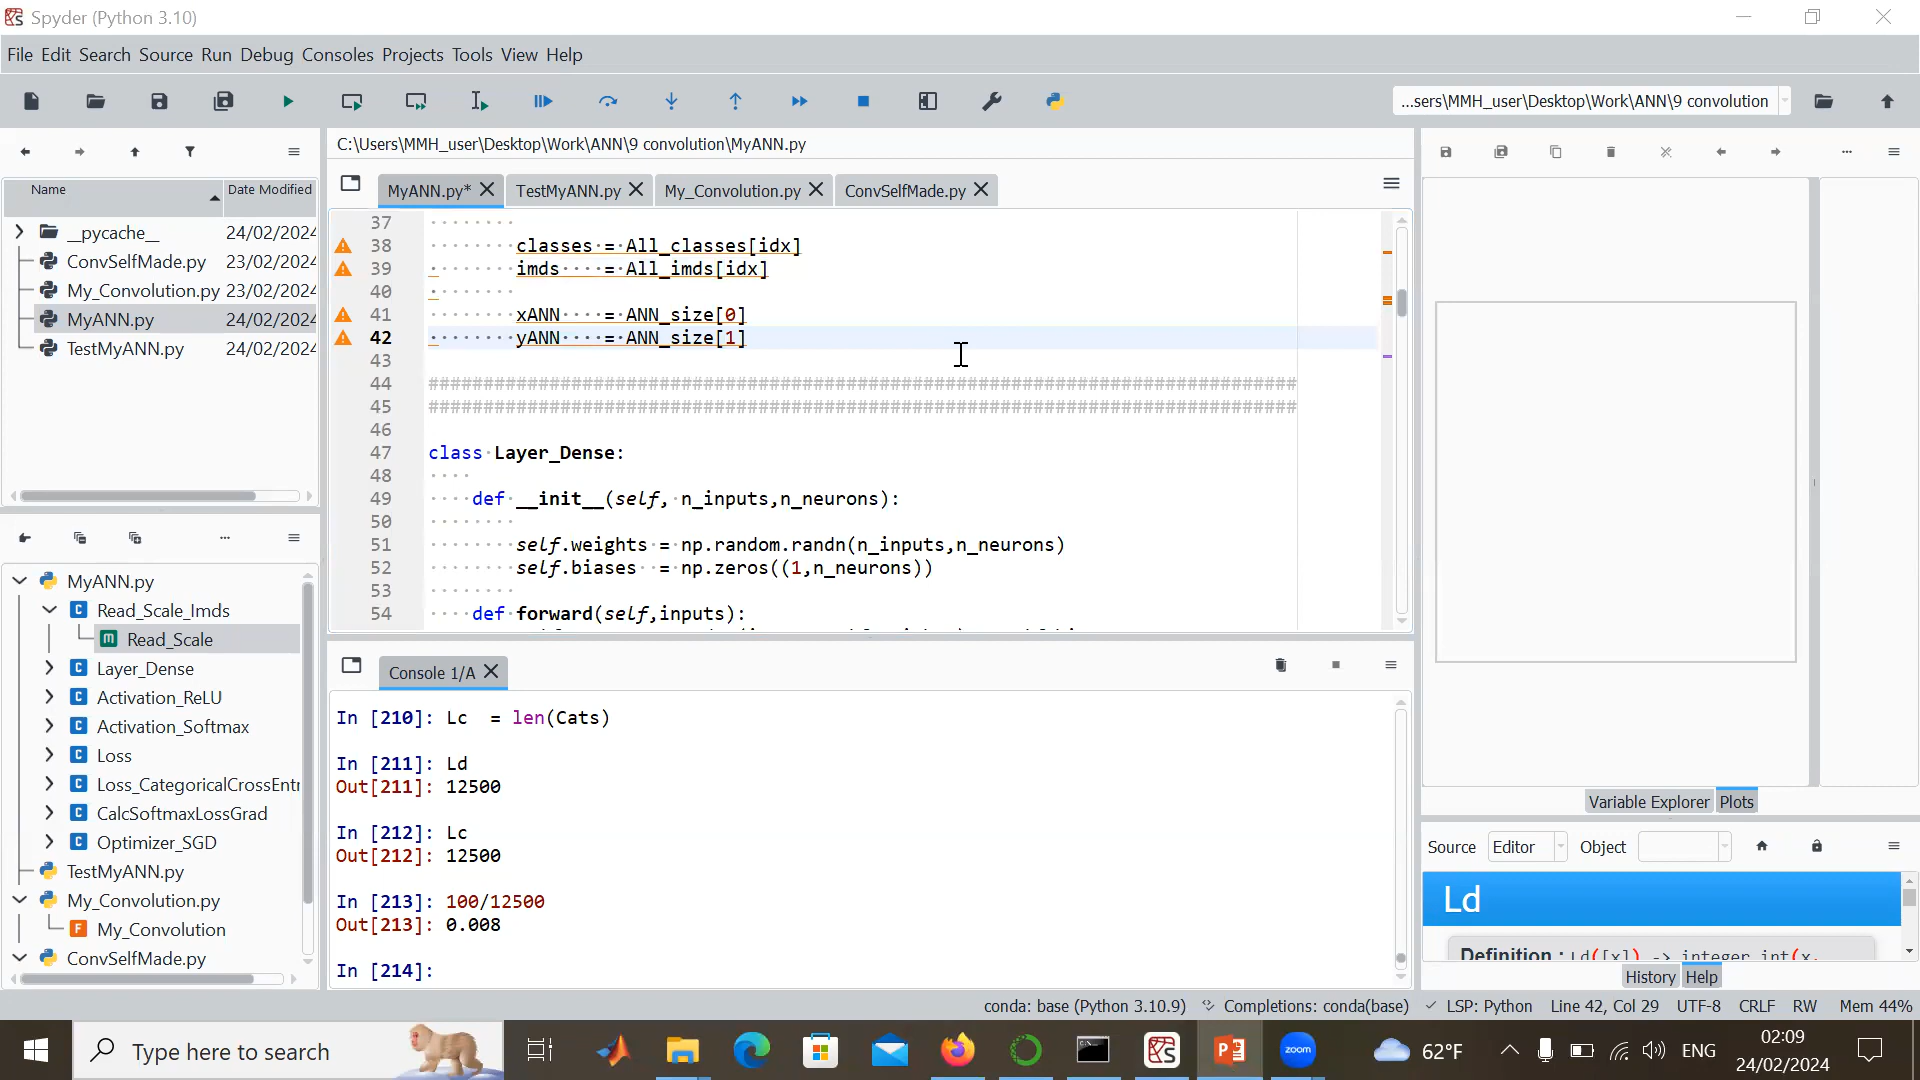 Spyder (Python 3.10)
File Edit Search Source Run Debug Consoles Projects Tools View Help
...sers\MMH_user\Desktop\Work\ANN\9 convolution
C:\Users\MMH_user\Desktop\Work\ANN\9 convolution\MyANN.py
Name Date Modified
__pycache__ 24/02/2024
ConvSelfMade.py 23/02/2024
My_Convolution.py 23/02/2024
MyANN.py 24/02/2024
TestMyANN.py 24/02/2024
MyANN.py* TestMyANN.py My_Convolution.py ConvSelfMade.py
37
38 classes = All_classes[idx]
39 imds = All_imds[idx]
40
41 xANN = ANN_size[0]
42 yANN = ANN_size[1]
43
44 ###############################################################################
45 ###############################################################################
46
47 class Layer_Dense:
48
49 def __init__(self, n_inputs,n_neurons):
50
51 self.weights = np.random.randn(n_inputs,n_neurons)
52 self.biases = np.zeros((1,n_neurons))
53
54 def forward(self,inputs):
MyANN.py
Read_Scale_Imds
Read_Scale
Layer_Dense
Activation_ReLU
Activation_Softmax
Loss
Loss_CategoricalCrossEntr
CalcSoftmaxLossGrad
Optimizer_SGD
TestMyANN.py
My_Convolution.py
My_Convolution
ConvSelfMade.py
Console 1/A
In [210]: Lc = len(Cats)
In [211]: Ld
Out[211]: 12500
In [212]: Lc
Out[212]: 12500
In [213]: 100/12500
Out[213]: 0.008
In [214]:
Variable Explorer Plots
Source Editor Object
Ld
Definition : Ld([x]) -> integer int(x,
History Help
conda: base (Python 3.10.9) Completions: conda(base) LSP: Python Line 42, Col 29 UTF-8 CRLF RW Mem 44%
Type here to search
zoom
62°F
ENG
02:09
24/02/2024